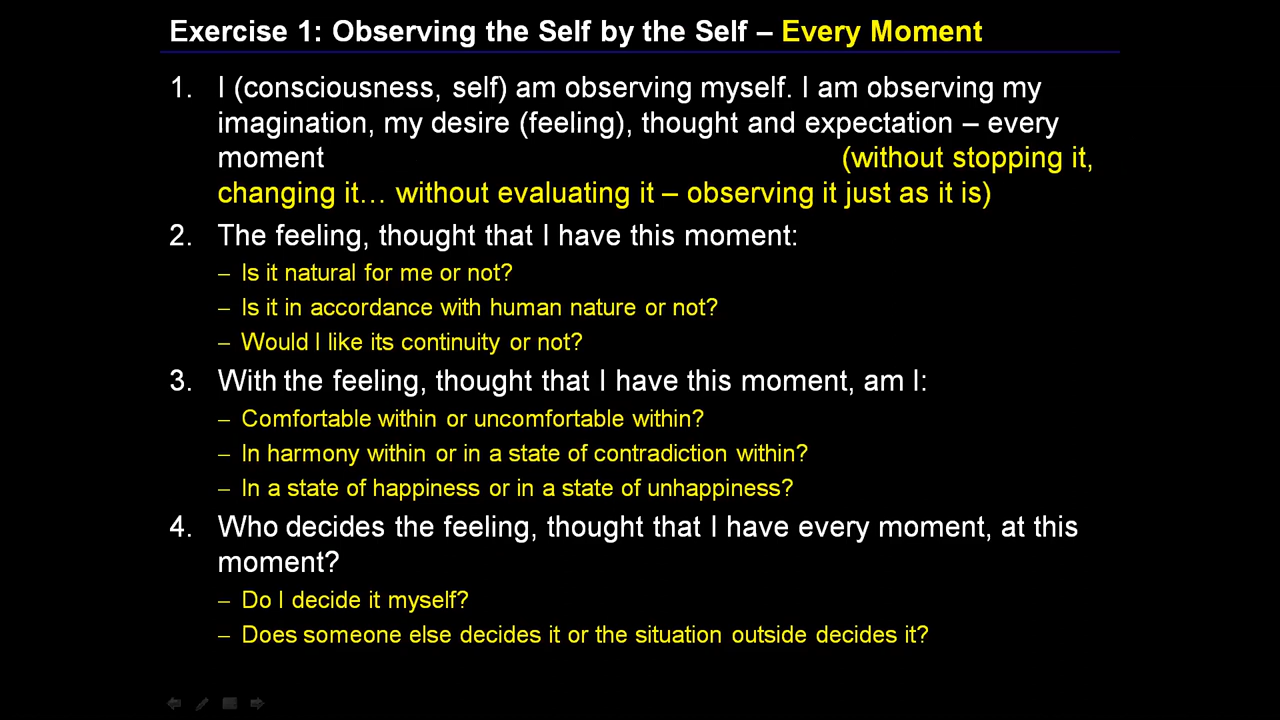 Exercise 1: Observing the Self by the Self – Every Moment
1. I (consciousness, self) am observing myself. I am observing my
imagination, my desire (feeling), thought and expectation – every
moment (without stopping it,
changing it… without evaluating it – observing it just as it is)
2. The feeling, thought that I have this moment:
– Is it natural for me or not?
– Is it in accordance with human nature or not?
– Would I like its continuity or not?
3. With the feeling, thought that I have this moment, am I:
– Comfortable within or uncomfortable within?
– In harmony within or in a state of contradiction within?
– In a state of happiness or in a state of unhappiness?
4. Who decides the feeling, thought that I have every moment, at this
moment?
– Do I decide it myself?
– Does someone else decides it or the situation outside decides it?